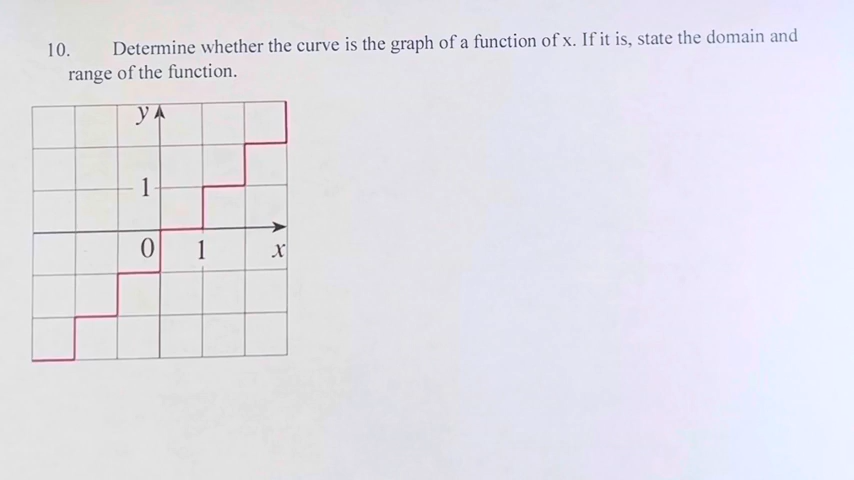 10. Determine whether the curve is the graph of a function of x. If it is, state the domain and
range of the function.
y
1
0 1 x